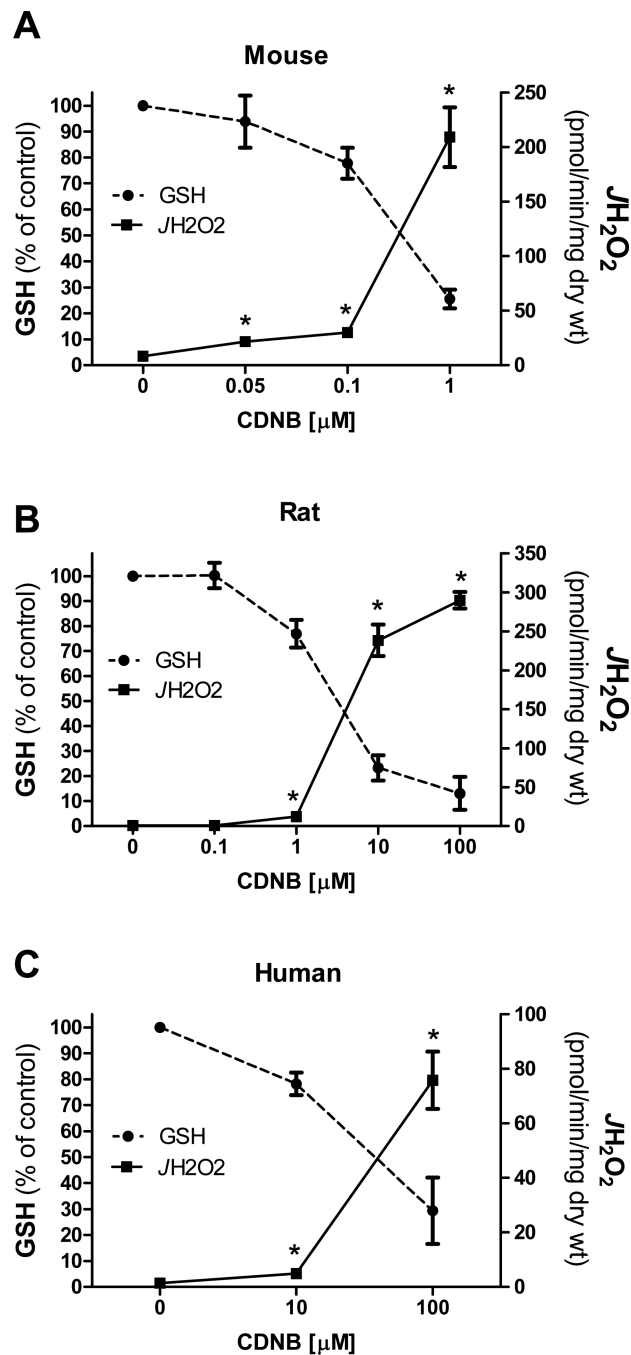 A
Mouse
GSH (% of control)
100
90
80
70
60
50
40
30
20
10
0
GSH
JH2O2
*
*
*
250
200
150
100
50
0
JH₂O₂
(pmol/min/mg dry wt)
0 0.05 0.1 1
CDNB [μM]
B
Rat
GSH (% of control)
100
90
80
70
60
50
40
30
20
10
0
GSH
JH2O2
*
*
*
350
300
250
200
150
100
50
0
JH₂O₂
(pmol/min/mg dry wt)
0 0.1 1 10 100
CDNB [μM]
C
Human
GSH (% of control)
100
90
80
70
60
50
40
30
20
10
0
GSH
JH2O2
*
*
100
80
60
40
20
0
JH₂O₂
(pmol/min/mg dry wt)
0 10 100
CDNB [μM]